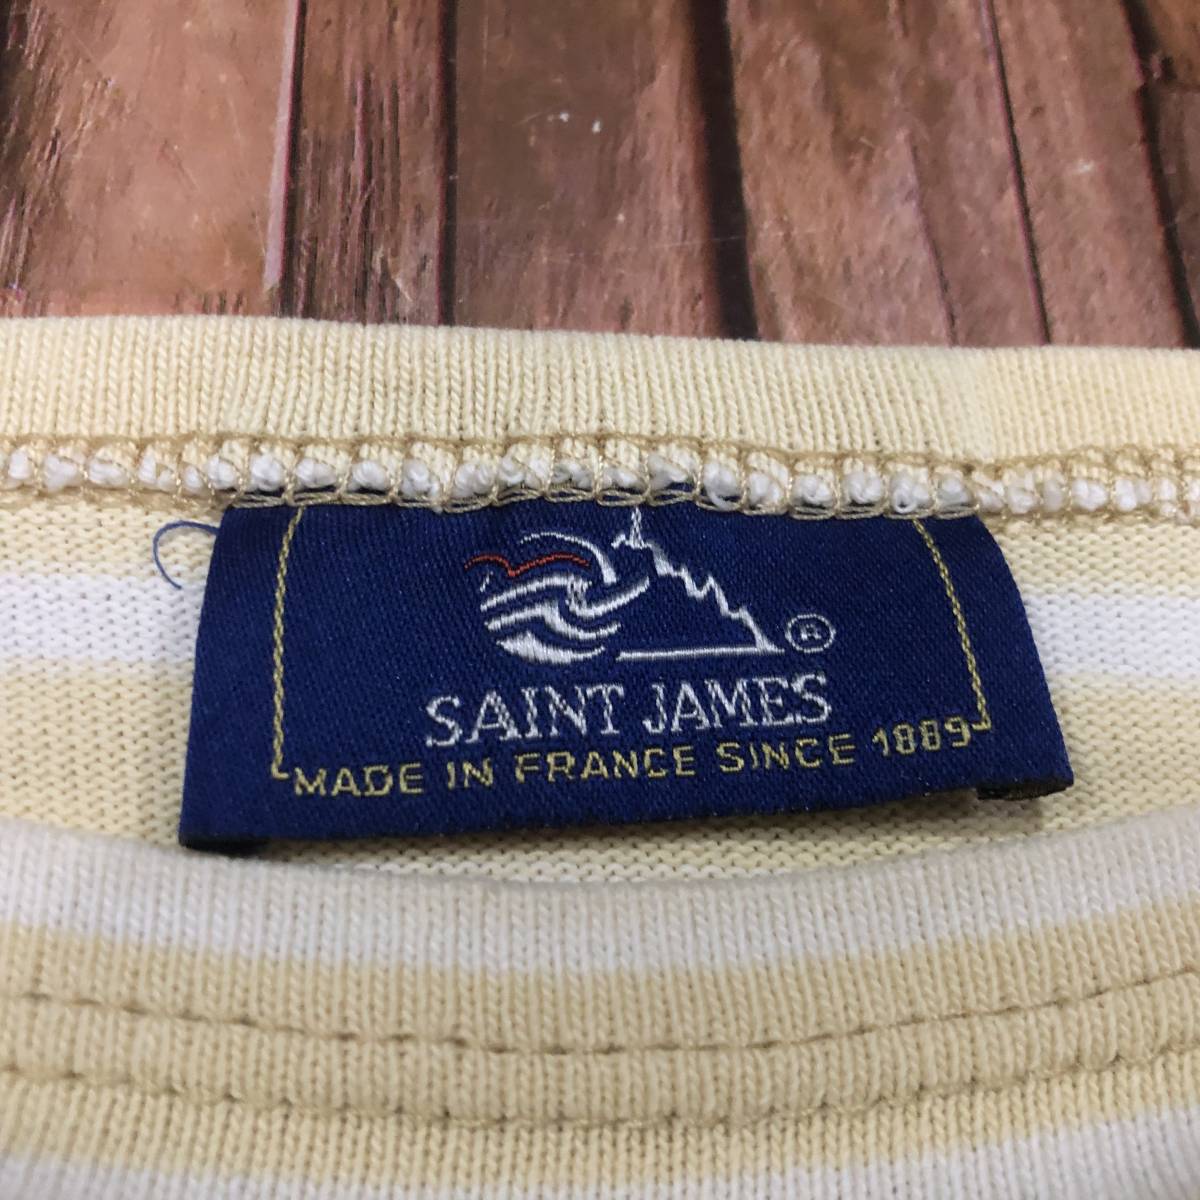 ®
SAINT JAMES
MADE IN FRANCE SINCE 1889